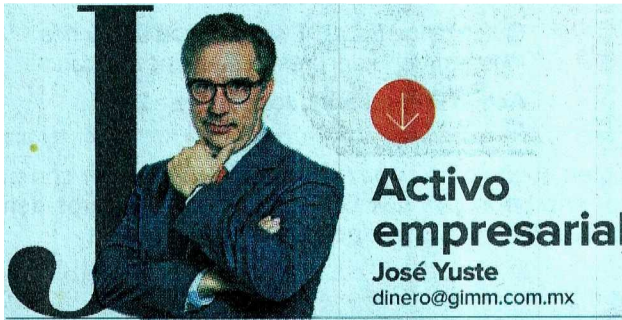 J
Activo
empresarial
José Yuste
dinero@gimm.com.mx